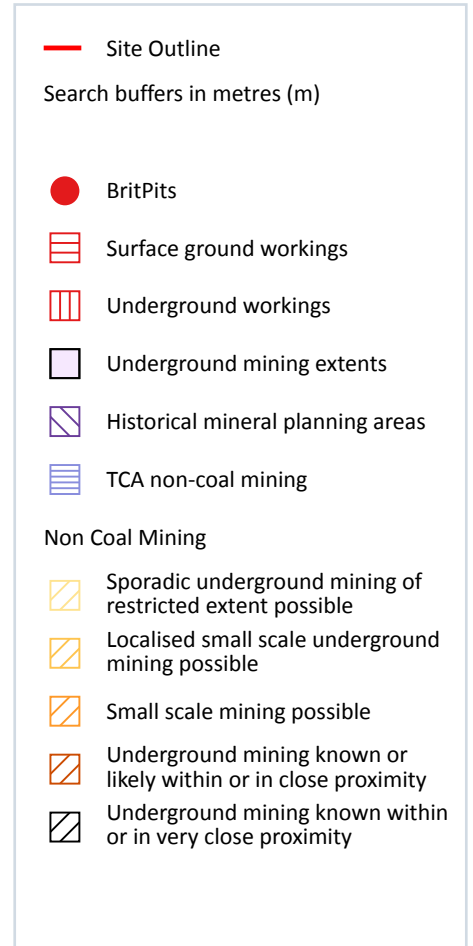 Site Outline
Search buffers in metres (m)
BritPits
Surface ground workings
Underground workings
Underground mining extents
Historical mineral planning areas
TCA non-coal mining
Non Coal Mining
Sporadic underground mining of
restricted extent possible
Localised small scale underground
mining possible
Small scale mining possible
Underground mining known or
likely within or in close proximity
Underground mining known within
or in very close proximity